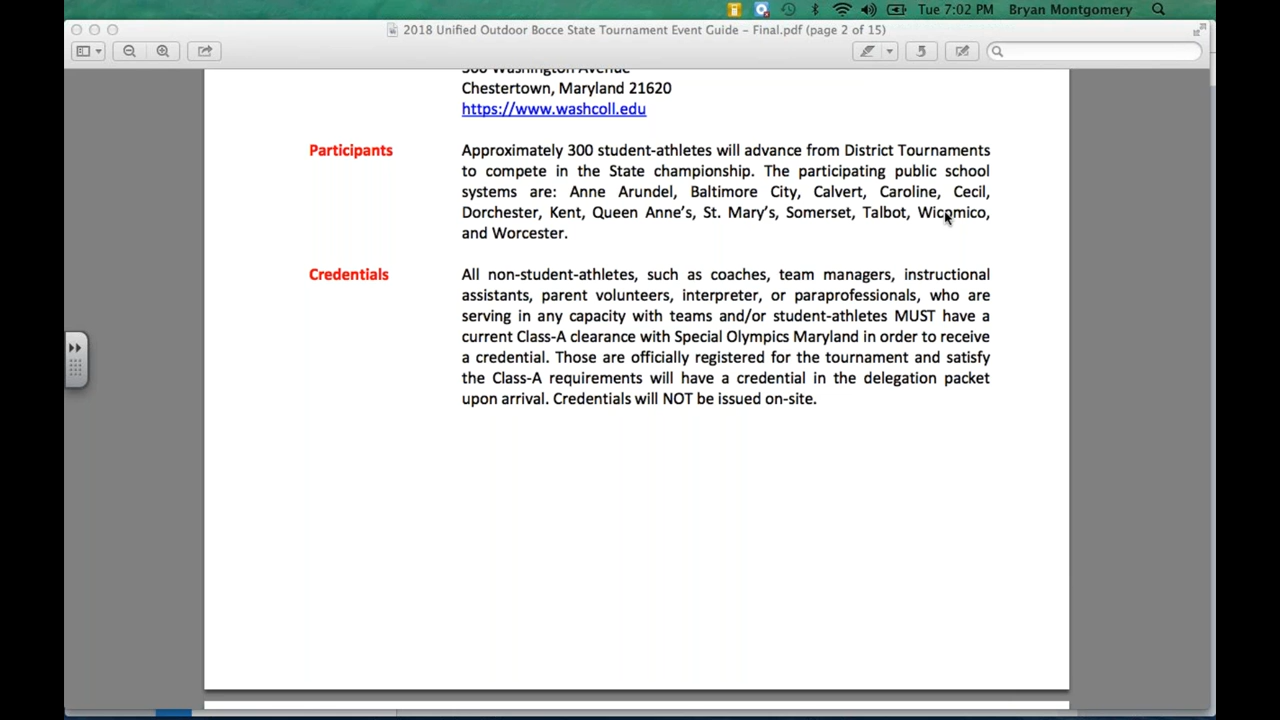 Tue 7:02 PM Bryan Montgomery
2018 Unified Outdoor Bocce State Tournament Event Guide – Final.pdf (page 2 of 15)
300 Washington Avenue
Chestertown, Maryland 21620
https://www.washcoll.edu
Participants
Approximately 300 student-athletes will advance from District Tournaments
to compete in the State championship. The participating public school
systems are: Anne Arundel, Baltimore City, Calvert, Caroline, Cecil,
Dorchester, Kent, Queen Anne's, St. Mary's, Somerset, Talbot, Wicomico,
and Worcester.
Credentials
All non-student-athletes, such as coaches, team managers, instructional
assistants, parent volunteers, interpreter, or paraprofessionals, who are
serving in any capacity with teams and/or student-athletes MUST have a
current Class-A clearance with Special Olympics Maryland in order to receive
a credential. Those are officially registered for the tournament and satisfy
the Class-A requirements will have a credential in the delegation packet
upon arrival. Credentials will NOT be issued on-site.